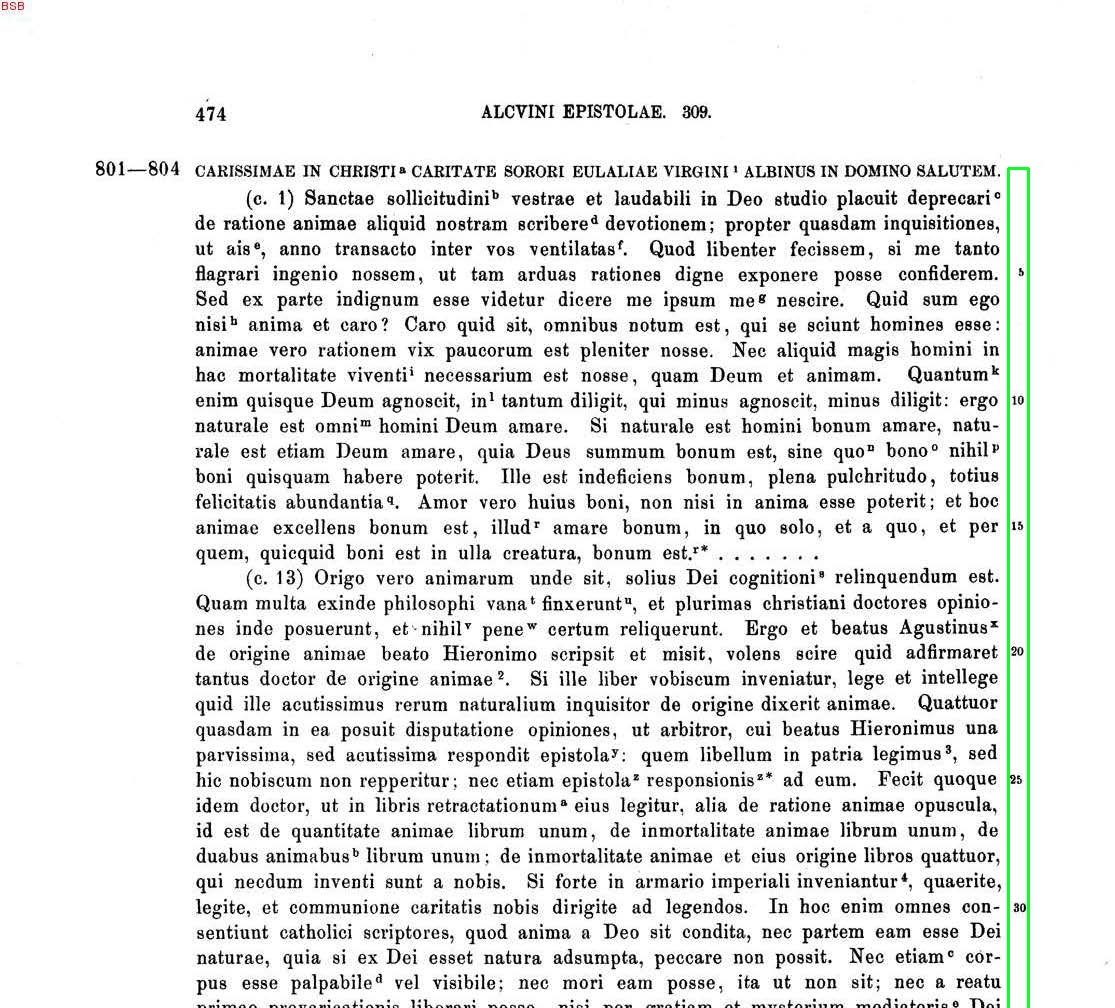 BSB
474 ALCVINI EPISTOLAE. 309.
801—804 CARISSIMAE IN CHRISTI a CARITATE SORORI EULALIAE VIRGINI 1 ALBINUS IN DOMINO SALUTEM.
(c. 1) Sanctae sollicitudini b vestrae et laudabili in Deo studio placuit deprecari c
de ratione animae aliquid nostram scribere d devotionem; propter quasdam inquisitiones,
ut ais e, anno transacto inter vos ventilatas f. Quod libenter fecissem, si me tanto
flagrari ingenio nossem, ut tam arduas rationes digne exponere posse confiderem. 5
Sed ex parte indignum esse videtur dicere me ipsum me g nescire. Quid sum ego
nisi h anima et caro? Caro quid sit, omnibus notum est, qui se sciunt homines esse:
animae vero rationem vix paucorum est pleniter nosse. Nec aliquid magis homini in
hac mortalitate viventi i necessarium est nosse, quam Deum et animam. Quantum k
enim quisque Deum agnoscit, in l tantum diligit, qui minus agnoscit, minus diligit: ergo 10
naturale est omni m homini Deum amare. Si naturale est homini bonum amare, natu-
rale est etiam Deum amare, quia Deus summum bonum est, sine quo n bono o nihil p
boni quisquam habere poterit. Ille est indeficiens bonum, plena pulchritudo, totius
felicitatis abundantia q. Amor vero huius boni, non nisi in anima esse poterit; et hoc
animae excellens bonum est, illud r amare bonum, in quo solo, et a quo, et per 15
quem, quicquid boni est in ulla creatura, bonum est. r* . . . . . . .
(c. 13) Origo vero animarum unde sit, solius Dei cognitioni s relinquendum est.
Quam multa exinde philosophi vana t finxerunt u, et plurimas christiani doctores opinio-
nes inde posuerunt, et nihil v pene w certum reliquerunt. Ergo et beatus Agustinus x
de origine animae beato Hieronimo scripsit et misit, volens scire quid adfirmaret 20
tantus doctor de origine animae 2. Si ille liber vobiscum inveniatur, lege et intellege
quid ille acutissimus rerum naturalium inquisitor de origine dixerit animae. Quattuor
quasdam in ea posuit disputatione opiniones, ut arbitror, cui beatus Hieronimus una
parvissima, sed acutissima respondit epistola y: quem libellum in patria legimus 3, sed
hic nobiscum non repperitur; nec etiam epistola z responsionis z* ad eum. Fecit quoque 25
idem doctor, ut in libris retractationum a eius legitur, alia de ratione animae opuscula,
id est de quantitate animae librum unum, de inmortalitate animae librum unum, de
duabus animabus b librum unum; de inmortalitate animae et eius origine libros quattuor,
qui necdum inventi sunt a nobis. Si forte in armario imperiali inveniantur 4, quaerite,
legite, et communione caritatis nobis dirigite ad legendos. In hoc enim omnes con- 30
sentiunt catholici scriptores, quod anima a Deo sit condita, nec partem eam esse Dei
naturae, quia si ex Dei esset natura adsumpta, peccare non possit. Nec etiam c cor-
pus esse palpabile d vel visibile; nec mori eam posse, ita ut non sit; nec a reatu
primae praevaricationis liberari posse, nisi per gratiam et mysterium mediatoris e Dei